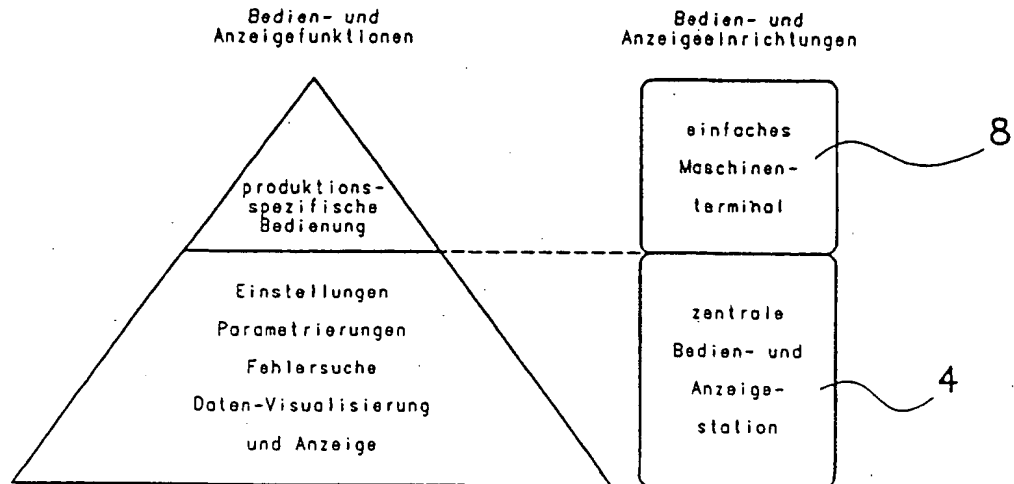 Bedien- und
Anzeigefunktionen
Bedien- und
Anzeigeeinrichtungen
produktions-
spezifische
Bedienung
einfaches
Maschinen-
terminal
8
Einstellungen
Parametrierungen
Fehlersuche
Daten-Visualisierung
und Anzeige
zentrale
Bedien- und
Anzeige-
station
4